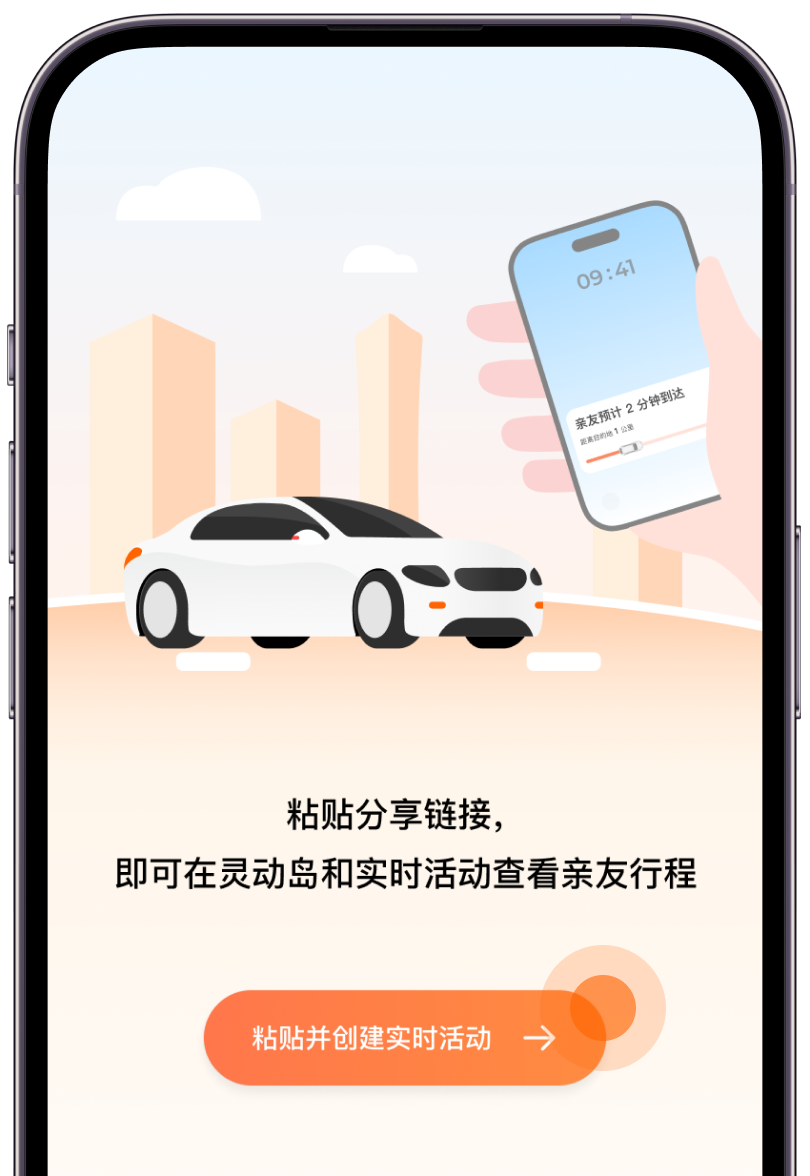 09:41
亲友预计 2 分钟到达
距离目的地 1 公里
粘贴分享链接，
即可在灵动岛和实时活动查看亲友行程
粘贴并创建实时活动